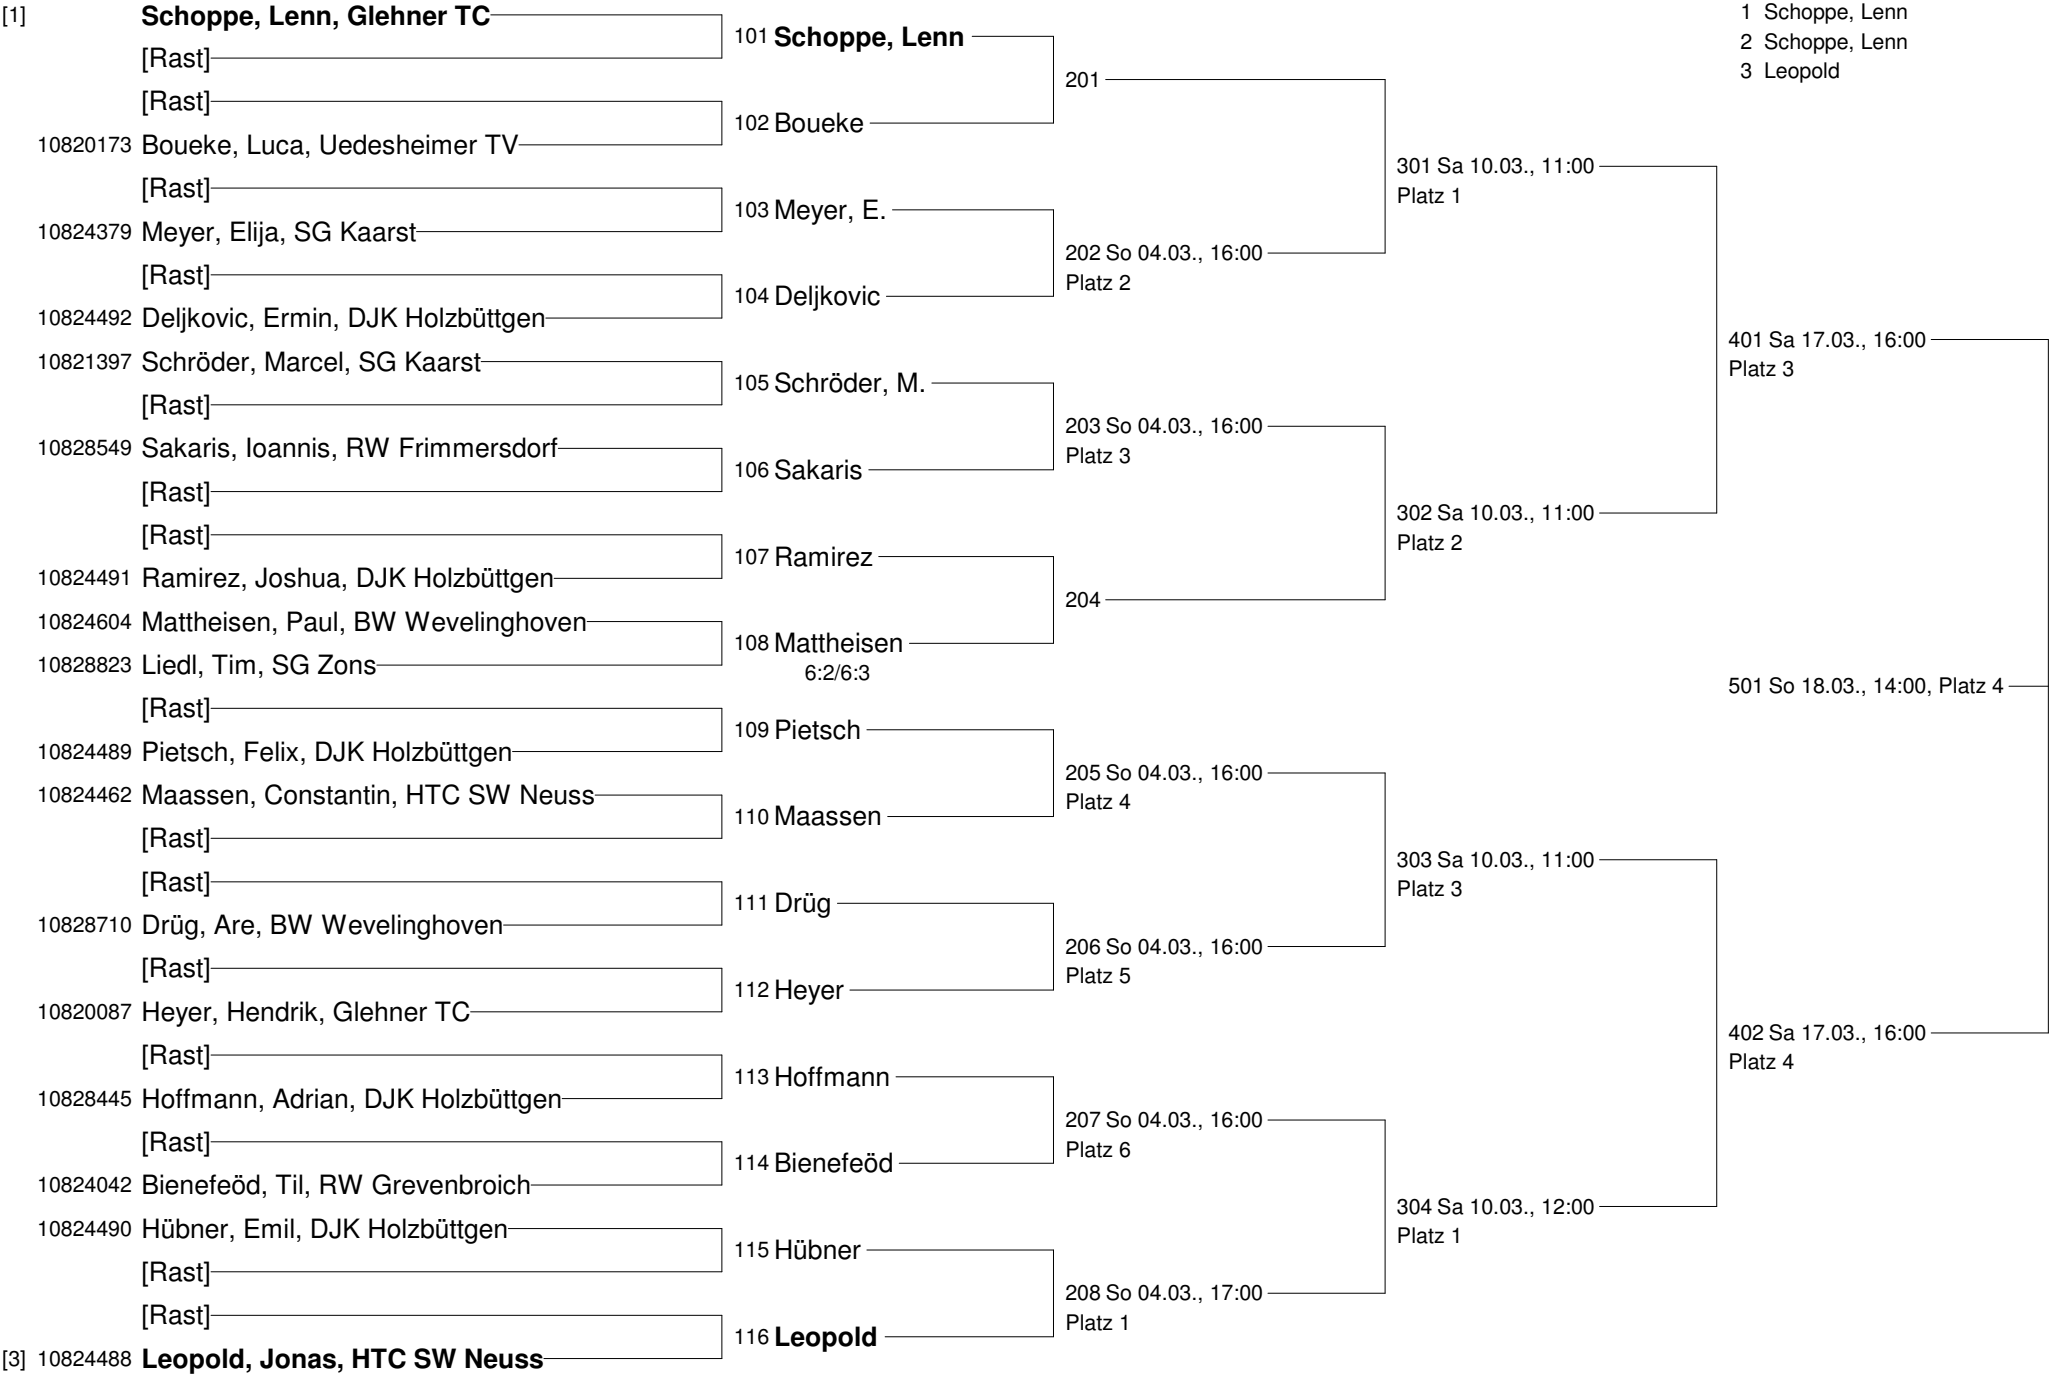 [1] Schoppe, Lenn, Glehner TC
[Rast]
[Rast]
10820173 Boueke, Luca, Uedesheimer TV
[Rast]
10824379 Meyer, Elija, SG Kaarst
[Rast]
10824492 Deljkovic, Ermin, DJK Holzbüttgen
10821397 Schröder, Marcel, SG Kaarst
[Rast]
10828549 Sakaris, Ioannis, RW Frimmersdorf
[Rast]
[Rast]
10824491 Ramirez, Joshua, DJK Holzbüttgen
10824604 Mattheisen, Paul, BW Wevelinghoven
10828823 Liedl, Tim, SG Zons
[Rast]
10824489 Pietsch, Felix, DJK Holzbüttgen
10824462 Maassen, Constantin, HTC SW Neuss
[Rast]
[Rast]
10828710 Drüg, Are, BW Wevelinghoven
[Rast]
10820087 Heyer, Hendrik, Glehner TC
[Rast]
10828445 Hoffmann, Adrian, DJK Holzbüttgen
[Rast]
10824042 Bienefeöd, Til, RW Grevenbroich
10824490 Hübner, Emil, DJK Holzbüttgen
[Rast]
[Rast]
[3] 10824488 Leopold, Jonas, HTC SW Neuss
101 Schoppe, Lenn
102 Boueke
103 Meyer, E.
104 Deljkovic
105 Schröder, M.
106 Sakaris
107 Ramirez
108 Mattheisen
6:2/6:3
109 Pietsch
110 Maassen
111 Drüg
112 Heyer
113 Hoffmann
114 Bienefeöd
115 Hübner
116 Leopold
201
202 So 04.03., 16:00
Platz 2
203 So 04.03., 16:00
Platz 3
204
205 So 04.03., 16:00
Platz 4
206 So 04.03., 16:00
Platz 5
207 So 04.03., 16:00
Platz 6
208 So 04.03., 17:00
Platz 1
301 Sa 10.03., 11:00
Platz 1
302 Sa 10.03., 11:00
Platz 2
303 Sa 10.03., 11:00
Platz 3
304 Sa 10.03., 12:00
Platz 1
1 Schoppe, Lenn
2 Schoppe, Lenn
3 Leopold
401 Sa 17.03., 16:00
Platz 3
501 So 18.03., 14:00, Platz 4
402 Sa 17.03., 16:00
Platz 4